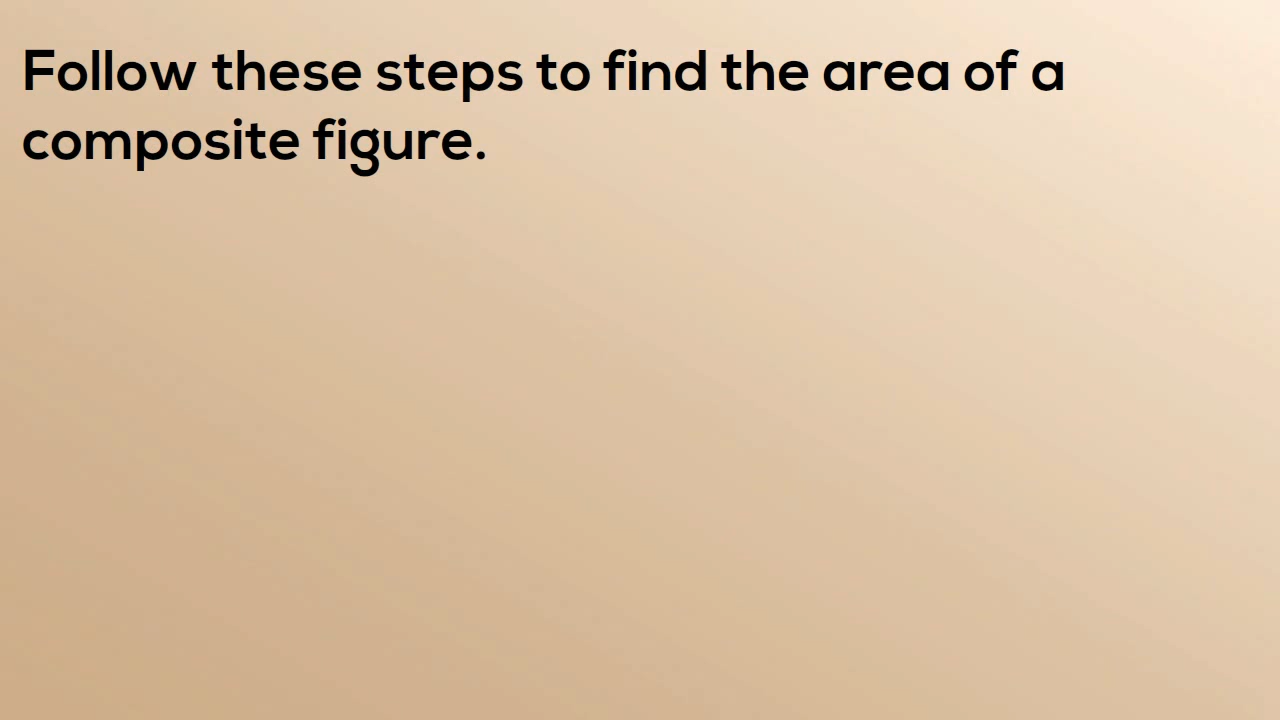 Follow these steps to find the area of a
composite figure.